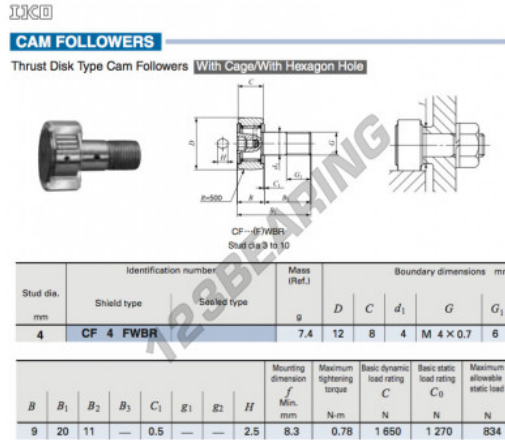 IKO
CAM FOLLOWERS
Thrust Disk Type Cam Followers With Cage/With Hexagon Hole
C
D
H
d1
G
G1
C1
R=500
B
B2
B1
CF…(F)WBR
Stud dia 3 to 10
123BEARING
Stud dia. mm
Identification number
Shield type
Sealed type
Mass (Ref.) g
Boundary dimensions mm
D C d1 G G1
4 CF 4 FWBR 7.4 12 8 4 M 4×0.7 6
B B1 B2 B3 C1 g1 g2 H
Mounting dimension f Min. mm
Maximum tightening torque N-m
Basic dynamic load rating C N
Basic static load rating C0 N
Maximum allowable static load N
9 20 11 — 0.5 — — 2.5 8.3 0.78 1 650 1 270 834